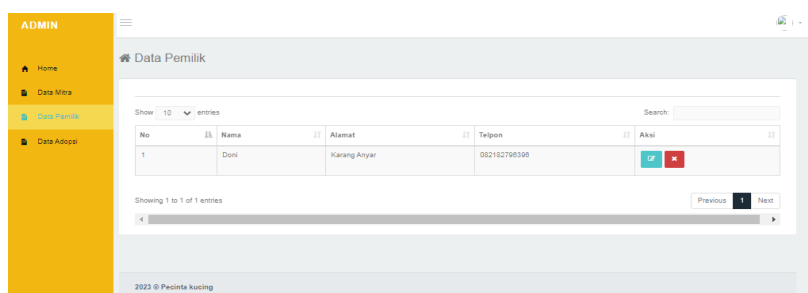 ADMIN
Home
Data Mitra
Data Pemilik
Data Adopsi
Data Pemilik
Show 10 entries
Search:
No Nama Alamat Telpon Aksi
1 Doni Karang Anyar 082182796396
Showing 1 to 1 of 1 entries
Previous 1 Next
2023 © Pecinta kucing